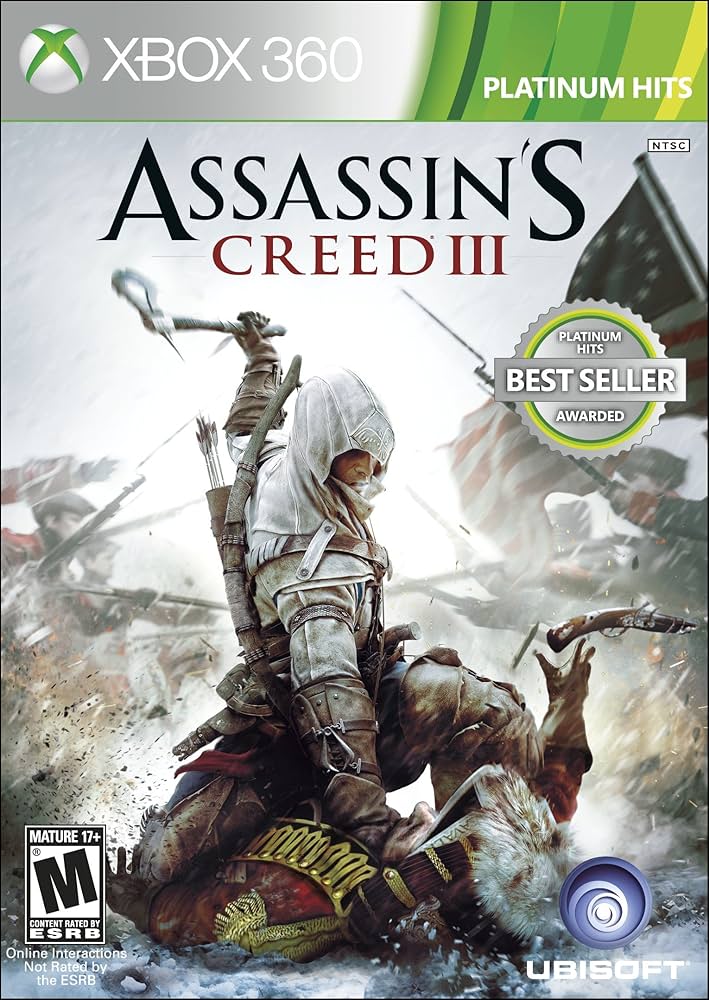 XBOX 360
PLATINUM HITS
NTSC
ASSASSIN'S
CREED III
PLATINUM
HITS
BEST SELLER
AWARDED
MATURE 17+
M
®
CONTENT RATED BY
ESRB
Online Interactions
Not Rated by
the ESRB
UBISOFT